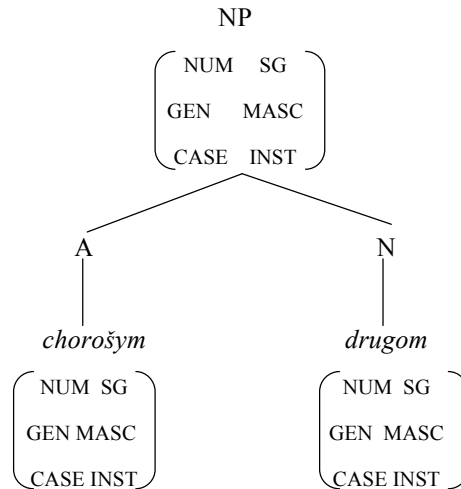 NP
NUM SG
GEN MASC
CASE INST
A N
chorošym drugom
NUM SG NUM SG
GEN MASC GEN MASC
CASE INST CASE INST